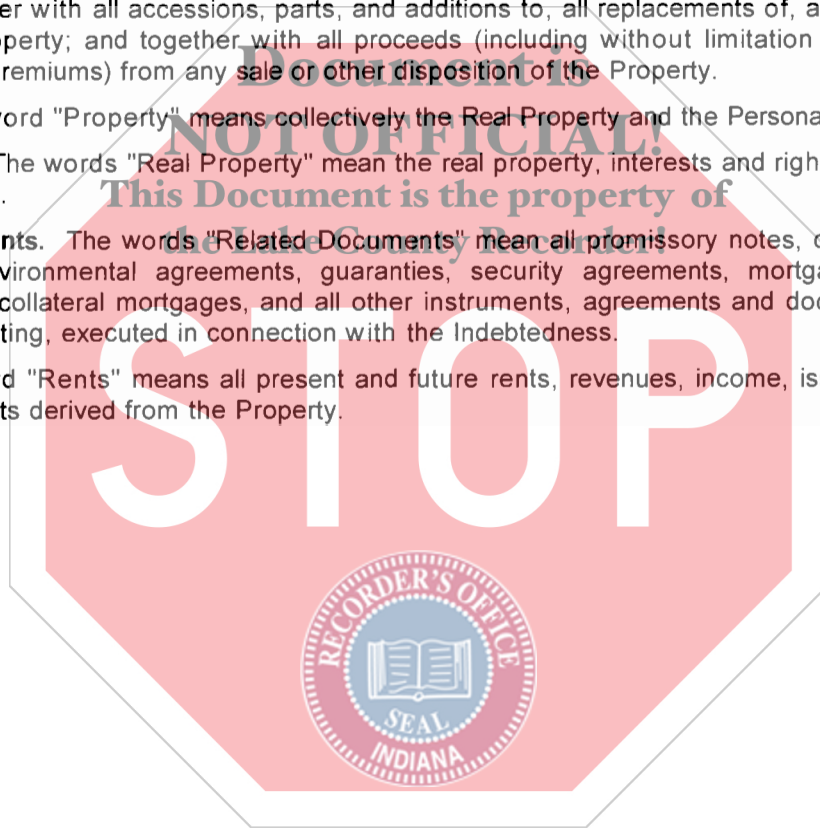 er with all accessions, parts, and additions to, all replacements of, a
perty; and together with all proceeds (including without limitation
remiums) from any sale or other disposition of the Property.
Document is
ord "Property" means collectively the Real Property and the Persona
NOT OFFICIAL!
The words "Real Property" mean the real property, interests and righ
.
This Document is the property of
nts. The words "Related Documents" mean all promissory notes, c
the Lake County Recorder!
vironmental agreements, guaranties, security agreements, mortga
collateral mortgages, and all other instruments, agreements and doc
ting, executed in connection with the Indebtedness.
d "Rents" means all present and future rents, revenues, income, is
ts derived from the Property.
STOP
RECORDER'S OFFICE
SEAL
INDIANA